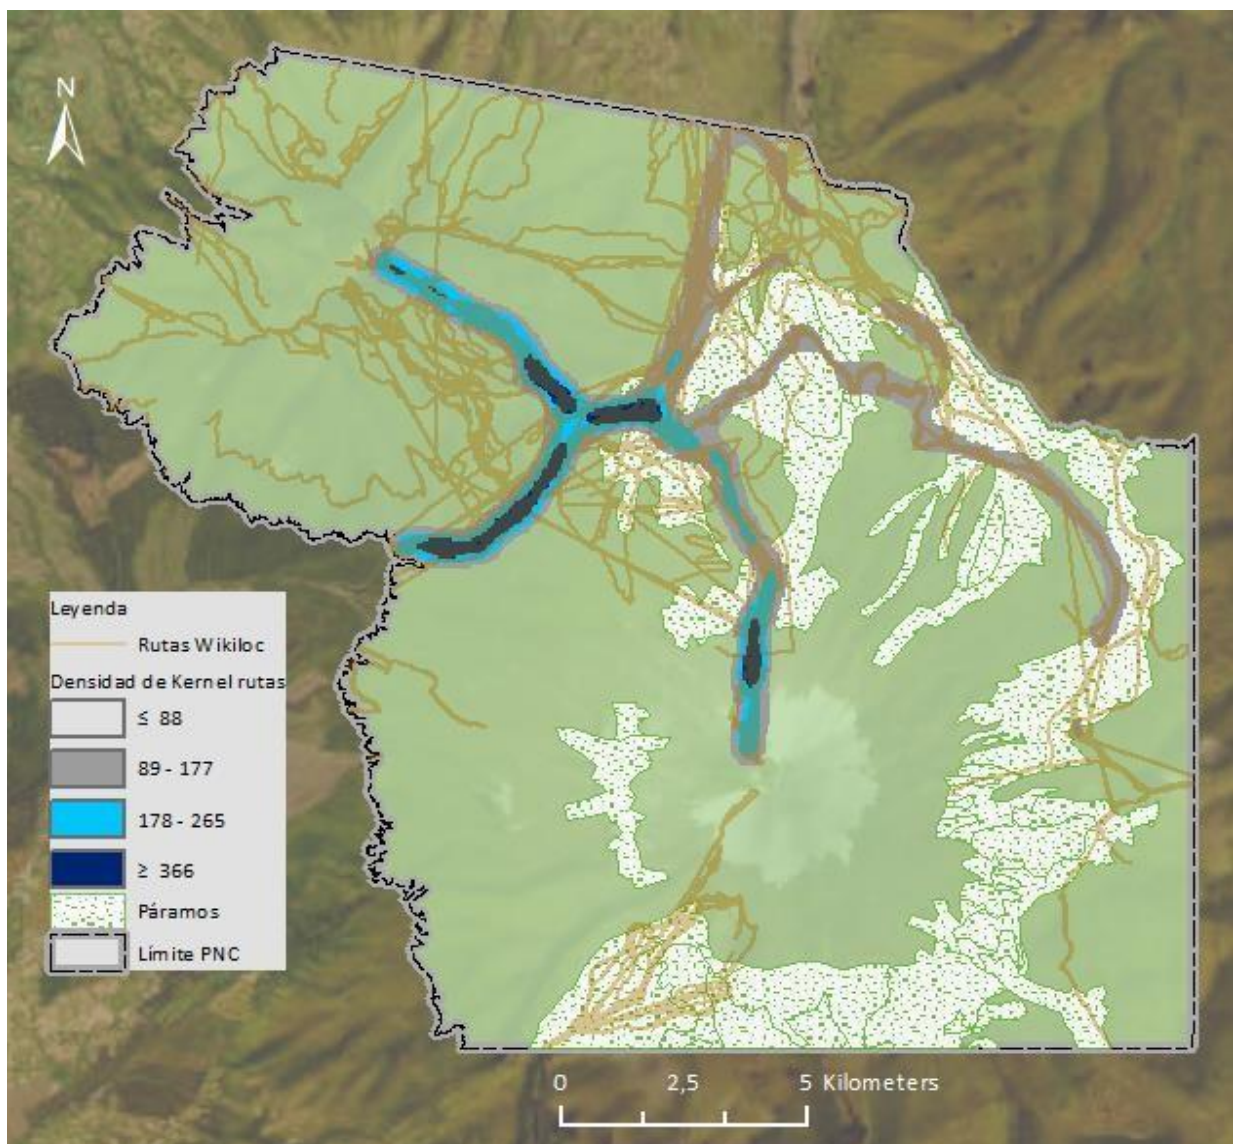 N
Leyenda
Rutas Wikiloc
Densidad de Kernel rutas
≤ 88
89 - 177
178 - 265
≥ 366
Páramos
Límite PNC
0 2,5 5 Kilometers